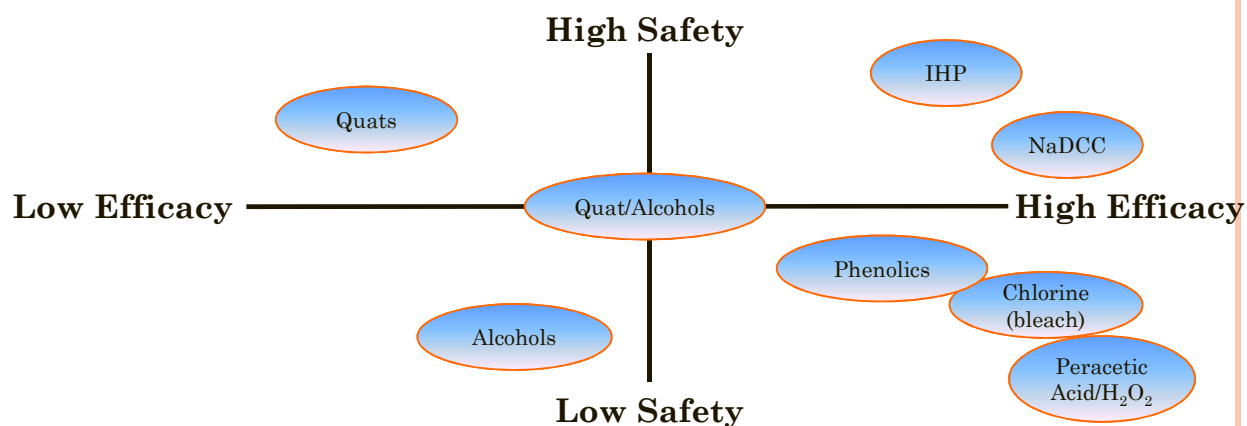 High Safety
IHP
Quats
NaDCC
Low Efficacy
Quat/Alcohols
High Efficacy
Phenolics
Chlorine
(bleach)
Alcohols
Peracetic
Acid/H₂O₂
Low Safety